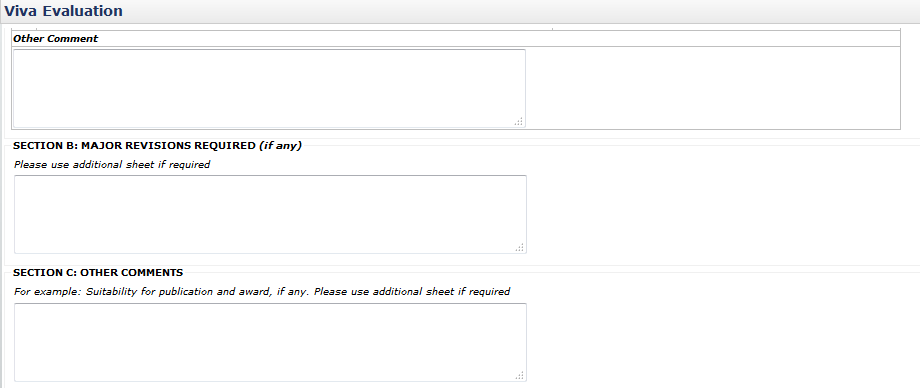 Viva Evaluation
Other Comment
SECTION B: MAJOR REVISIONS REQUIRED (if any)
Please use additional sheet if required
SECTION C: OTHER COMMENTS
For example: Suitability for publication and award, if any. Please use additional sheet if required